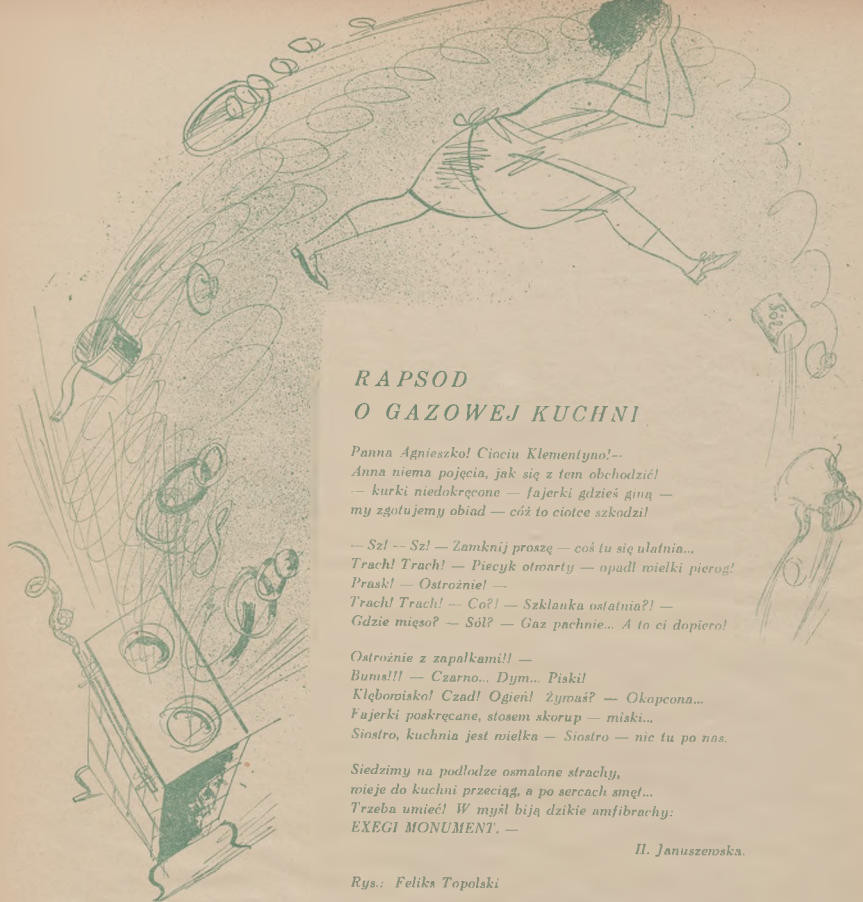 Sól
RAPSOD
O GAZOWEJ KUCHNI
Panna Agnieszko! Ciociu Klementyno!--
Anna niema pojęcia, jak się z tem obchodzić!
— kurki niedokręcone — fajerki gdzieś giną —
my zgotujemy obiad — cóż to ciotce szkodzi!
— Sz! — Sz! — Zamknij proszę — coś tu się ulatnia...
Trach! Trach! — Piecyk otwarty — opadł wielki pieróg!
Prask! — Ostrożnie! —
Trach! Trach! — Co?! — Szklanka ostatnia?! —
Gdzie mięso? — Sól? — Gaz pachnie... A to ci dopiero!
Ostrożnie z zapałkami!! —
Bums!!! — Czarno... Dym... Piski!
Kłębowisko! Czad! Ogień! Żywaś? — Okopcona...
Fajerki poskręcane, stosem skorup — miski...
Siostro, kuchnia jest wielka — Siostro — nic tu po nas.
Siedzimy na podłodze osmalone strachy,
wieje do kuchni przeciąg, a po sercach smęt...
Trzeba umieć! W myśl biją dzikie amfibrachy:
EXEGI MONUMENT. —
H. Januszewska.
Rys.: Feliks Topolski